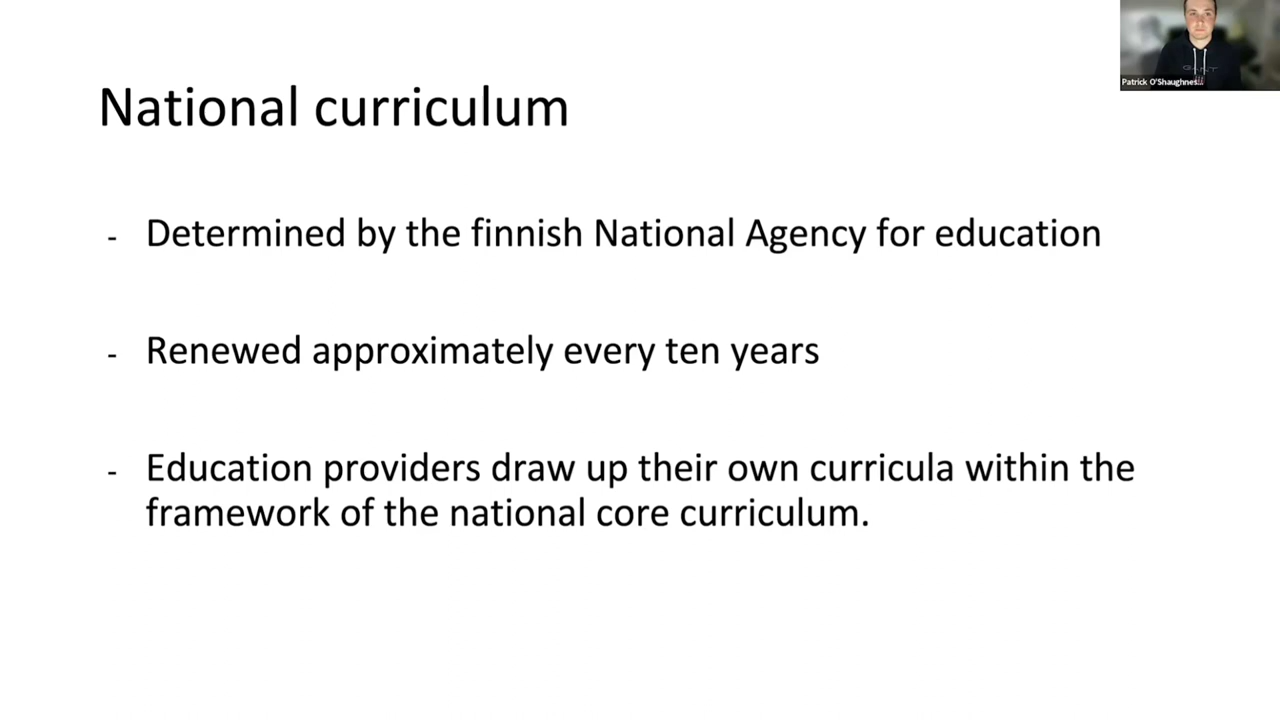 Patrick O'Shaughnes...
National curriculum
- Determined by the finnish National Agency for education
- Renewed approximately every ten years
- Education providers draw up their own curricula within the
framework of the national core curriculum.